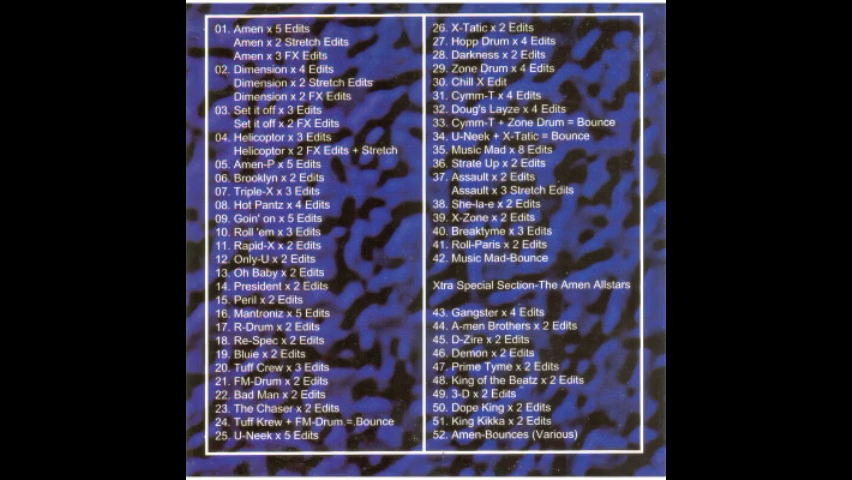 01. Amen x 5 Edits
Amen x 2 Stretch Edits
Amen x 3 FX Edits
02. Dimension x 4 Edits
Dimension x 2 Stretch Edits
Dimension x 2 FX Edits
03. Set it off x 3 Edits
Set it off x 2 FX Edits
04. Helicoptor x 3 Edits
Helicoptor x 2 FX Edits + Stretch
05. Amen-P x 5 Edits
06. Brooklyn x 2 Edits
07. Triple-X x 3 Edits
08. Hot Pantz x 4 Edits
09. Goin' on x 5 Edits
10. Roll 'em x 3 Edits
11. Rapid-X x 2 Edits
12. Only-U x 2 Edits
13. Oh Baby x 2 Edits
14. President x 2 Edits
15. Peril x 2 Edits
16. Mantroniz x 5 Edits
17. R-Drum x 2 Edits
18. Re-Spec x 2 Edits
19. Bluie x 2 Edits
20. Tuff Crew x 3 Edits
21. FM-Drum x 2 Edits
22. Bad Man x 2 Edits
23. The Chaser x 2 Edits
24. Tuff Krew + FM-Drum = Bounce
25. U-Neek x 5 Edits
26. X-Tatic x 2 Edits
27. Hopp Drum x 4 Edits
28. Darkness x 2 Edits
29. Zone Drum x 4 Edits
30. Chill X Edit
31. Cymm-T x 4 Edits
32. Doug's Layze x 4 Edits
33. Cymm-T + Zone Drum = Bounce
34. U-Neek + X-Tatic = Bounce
35. Music Mad x 8 Edits
36. Strate Up x 2 Edits
37. Assault x 2 Edits
Assault x 3 Stretch Edits
38. She-la-e x 2 Edits
39. X-Zone x 2 Edits
40. Breaktyme x 3 Edits
41. Roll-Paris x 2 Edits
42. Music Mad-Bounce
Xtra Special Section-The Amen Allstars
43. Gangster x 4 Edits
44. A-men Brothers x 2 Edits
45. D-Zire x 2 Edits
46. Demon x 2 Edits
47. Prime Tyme x 2 Edits
48. King of the Beatz x 2 Edits
49. 3-D x 2 Edits
50. Dope King x 2 Edits
51. King Kikka x 2 Edits
52. Amen-Bounces (Various)